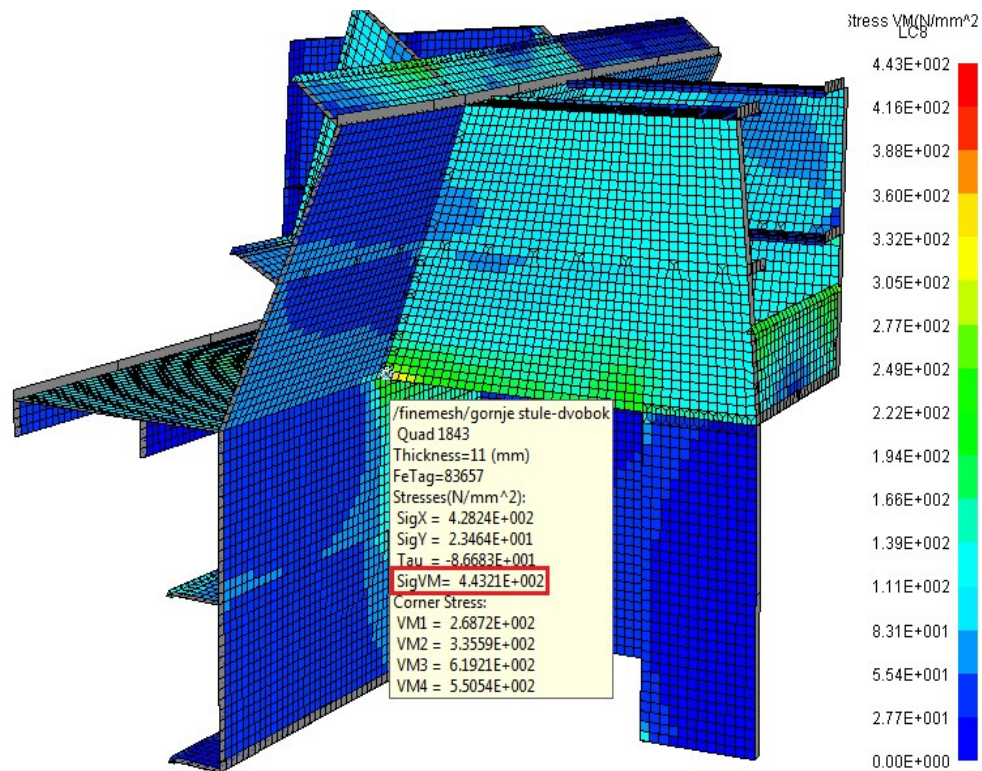 Stress VM(N/mm^2
LC8
4.43E+002
4.16E+002
3.88E+002
3.60E+002
3.32E+002
3.05E+002
2.77E+002
2.49E+002
2.22E+002
1.94E+002
1.66E+002
1.39E+002
1.11E+002
8.31E+001
5.54E+001
2.77E+001
0.00E+000
/finemesh/gornje stule-dvobok
Quad 1843
Thickness=11 (mm)
FeTag=83657
Stresses(N/mm^2):
SigX = 4.2824E+002
SigY = 2.3464E+001
Tau = -8.6683E+001
SigVM= 4.4321E+002
Corner Stress:
VM1 = 2.6872E+002
VM2 = 3.3559E+002
VM3 = 6.1921E+002
VM4 = 5.5054E+002